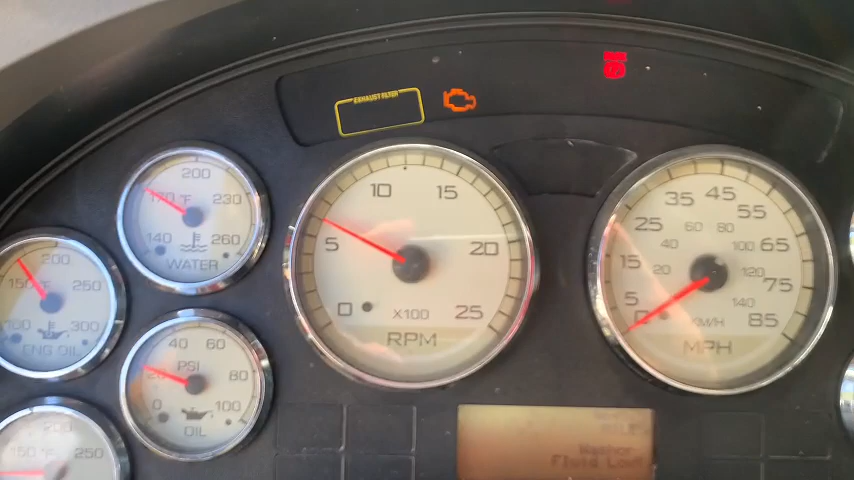 EXHAUST FILTER
200
170 °F 230
140 260
WATER
200
150 °F 250
100 300
ENG OIL
40 60
PSI
20 80
0 100
OIL
200
150 250
10 15
5 20
0 25
X100
RPM
45
35 55
25 65
15 75
5 85
0
60 80
40 100
20 120
140
KM/H
MPH
Washer
Fluid Low